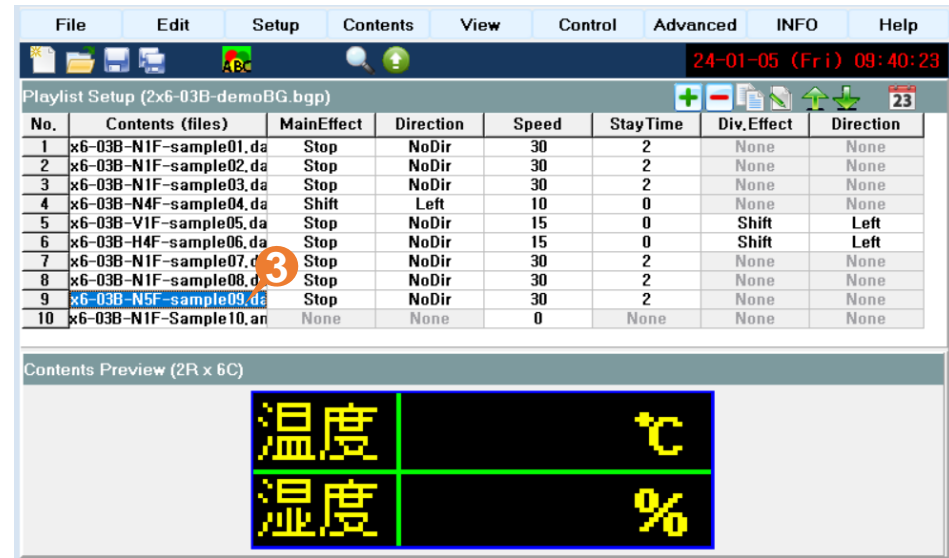 File Edit Setup Contents View Control Advanced INFO Help
ABC 24-01-05 (Fri) 09:40:23
Playlist Setup (2x6-03B-demoBG.bgp) 23
No. Contents (files) MainEffect Direction Speed StayTime Div.Effect Direction
1 x6-03B-N1F-sample01.da Stop NoDir 30 2 None None
2 x6-03B-N1F-sample02.da Stop NoDir 30 2 None None
3 x6-03B-N1F-sample03.da Stop NoDir 30 2 None None
4 x6-03B-N4F-sample04.da Shift Left 10 0 None None
5 x6-03B-V1F-sample05.da Stop NoDir 15 0 Shift Left
6 x6-03B-H4F-sample06.da Stop NoDir 15 0 Shift Left
7 x6-03B-N1F-sample07.d Stop NoDir 30 2 None None
8 x6-03B-N1F-sample08.d Stop NoDir 30 2 None None
3
9 x6-03B-N5F-sample09.da Stop NoDir 30 2 None None
10 x6-03B-N1F-Sample10.an None None 0 None None None
Contents Preview (2R x 6C)
温度 ℃
湿度 %